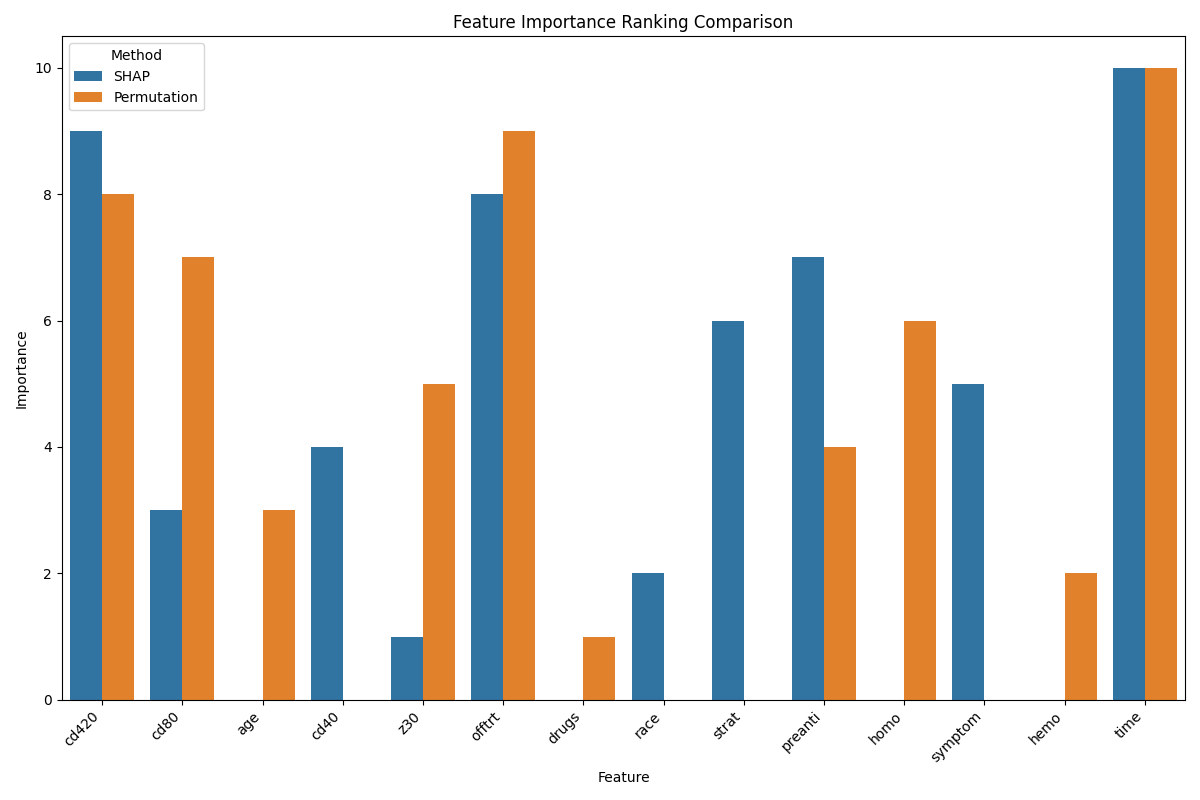 Feature Importance Ranking Comparison
Method
SHAP
Permutation
Importance
10
8
6
4
2
0
cd420
cd80
age
cd40
z30
offtrt
drugs
race
strat
preanti
homo
symptom
hemo
time
Feature